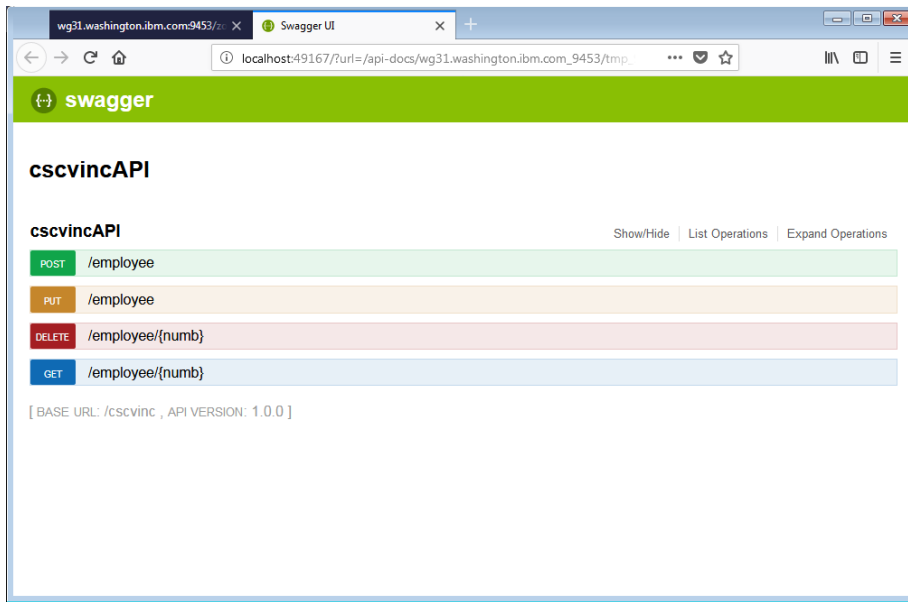 wg31.washington.ibm.com:9453/zc
Swagger UI
localhost:49167/?url=/api-docs/wg31.washington.ibm.com_9453/tmp_
swagger
cscvincAPI
cscvincAPI Show/Hide List Operations Expand Operations
POST /employee
PUT /employee
DELETE /employee/{numb}
GET /employee/{numb}
[ BASE URL: /cscvinc , API VERSION: 1.0.0 ]